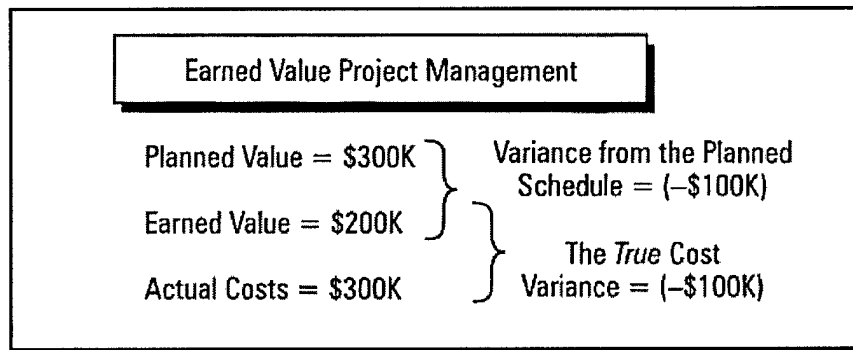 Earned Value Project Management
Planned Value = $300K
Earned Value = $200K
Actual Costs = $300K
Variance from the Planned
Schedule = (–$100K)
The True Cost
Variance = (–$100K)